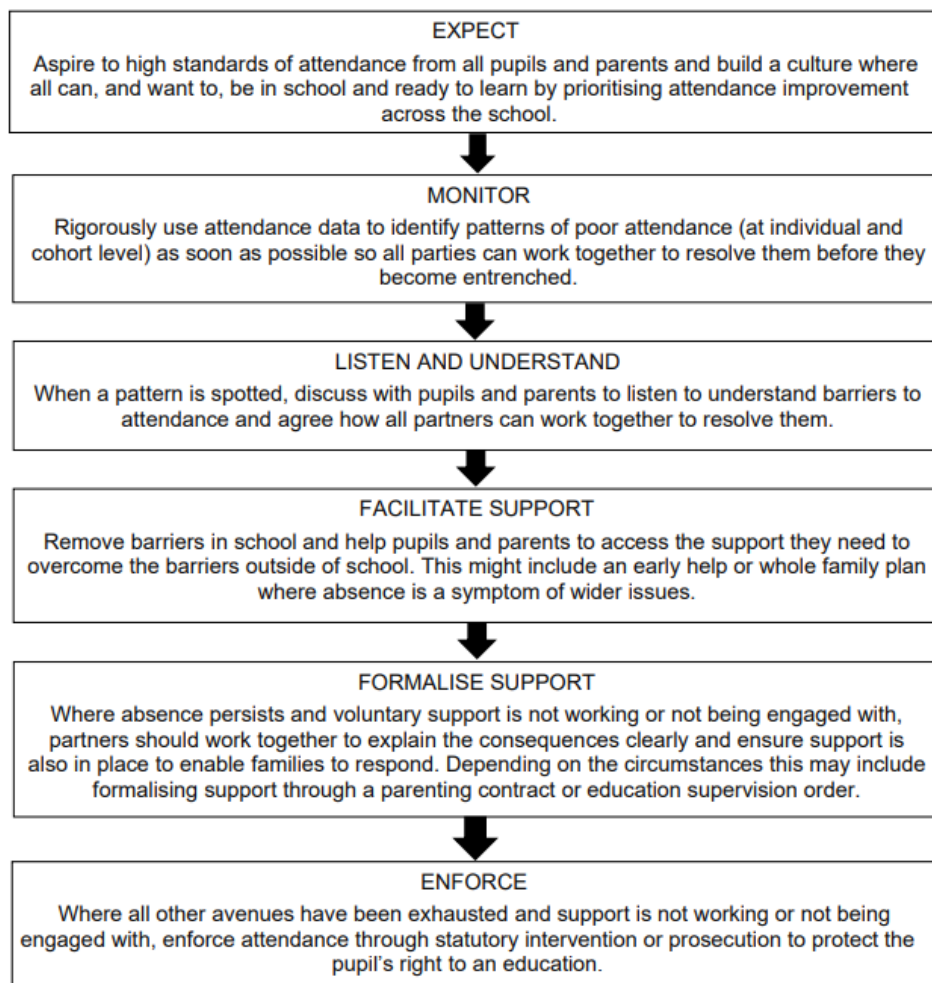 EXPECT
Aspire to high standards of attendance from all pupils and parents and build a culture where
all can, and want to, be in school and ready to learn by prioritising attendance improvement
across the school.
MONITOR
Rigorously use attendance data to identify patterns of poor attendance (at individual and
cohort level) as soon as possible so all parties can work together to resolve them before they
become entrenched.
LISTEN AND UNDERSTAND
When a pattern is spotted, discuss with pupils and parents to listen to understand barriers to
attendance and agree how all partners can work together to resolve them.
FACILITATE SUPPORT
Remove barriers in school and help pupils and parents to access the support they need to
overcome the barriers outside of school. This might include an early help or whole family plan
where absence is a symptom of wider issues.
FORMALISE SUPPORT
Where absence persists and voluntary support is not working or not being engaged with,
partners should work together to explain the consequences clearly and ensure support is
also in place to enable families to respond. Depending on the circumstances this may include
formalising support through a parenting contract or education supervision order.
ENFORCE
Where all other avenues have been exhausted and support is not working or not being
engaged with, enforce attendance through statutory intervention or prosecution to protect the
pupil's right to an education.